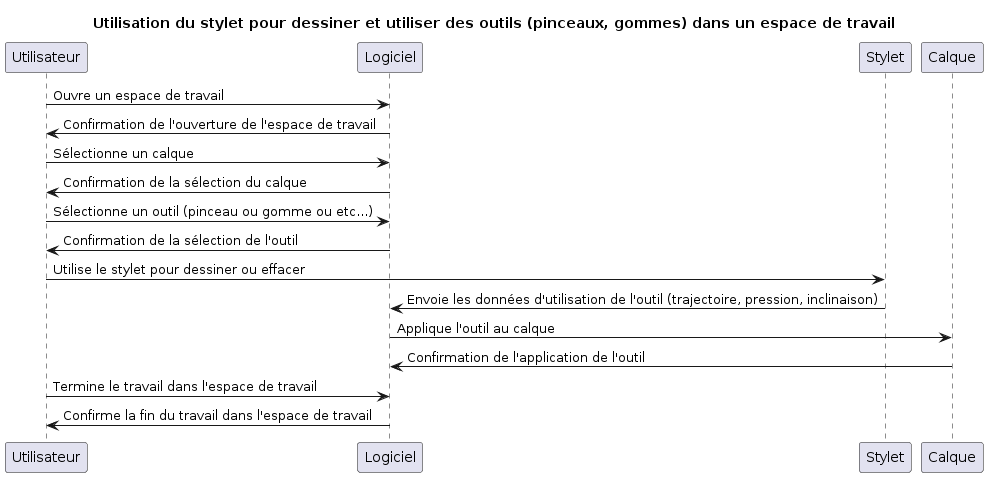 Utilisation du stylet pour dessiner et utiliser des outils (pinceaux, gommes) dans un espace de travail
Utilisateur Logiciel Stylet Calque
Ouvre un espace de travail
Confirmation de l'ouverture de l'espace de travail
Sélectionne un calque
Confirmation de la sélection du calque
Sélectionne un outil (pinceau ou gomme ou etc...)
Confirmation de la sélection de l'outil
Utilise le stylet pour dessiner ou effacer
Envoie les données d'utilisation de l'outil (trajectoire, pression, inclinaison)
Applique l'outil au calque
Confirmation de l'application de l'outil
Termine le travail dans l'espace de travail
Confirme la fin du travail dans l'espace de travail
Utilisateur Logiciel Stylet Calque